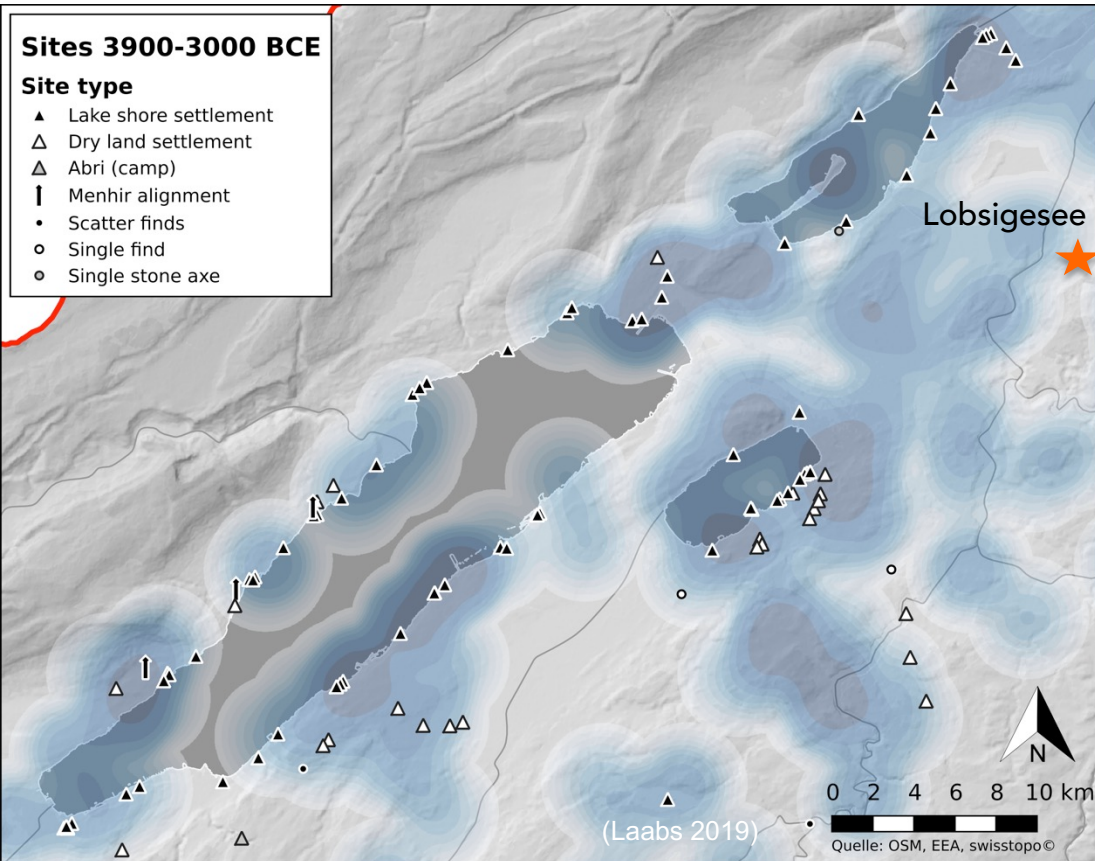 Sites 3900-3000 BCE
Site type
Lake shore settlement
Dry land settlement
Abri (camp)
Menhir alignment
Scatter finds
Single find
Single stone axe
Lobsigesee
N
0 2 4 6 8 10 km
(Laabs 2019)
Quelle: OSM, EEA, swisstopo©